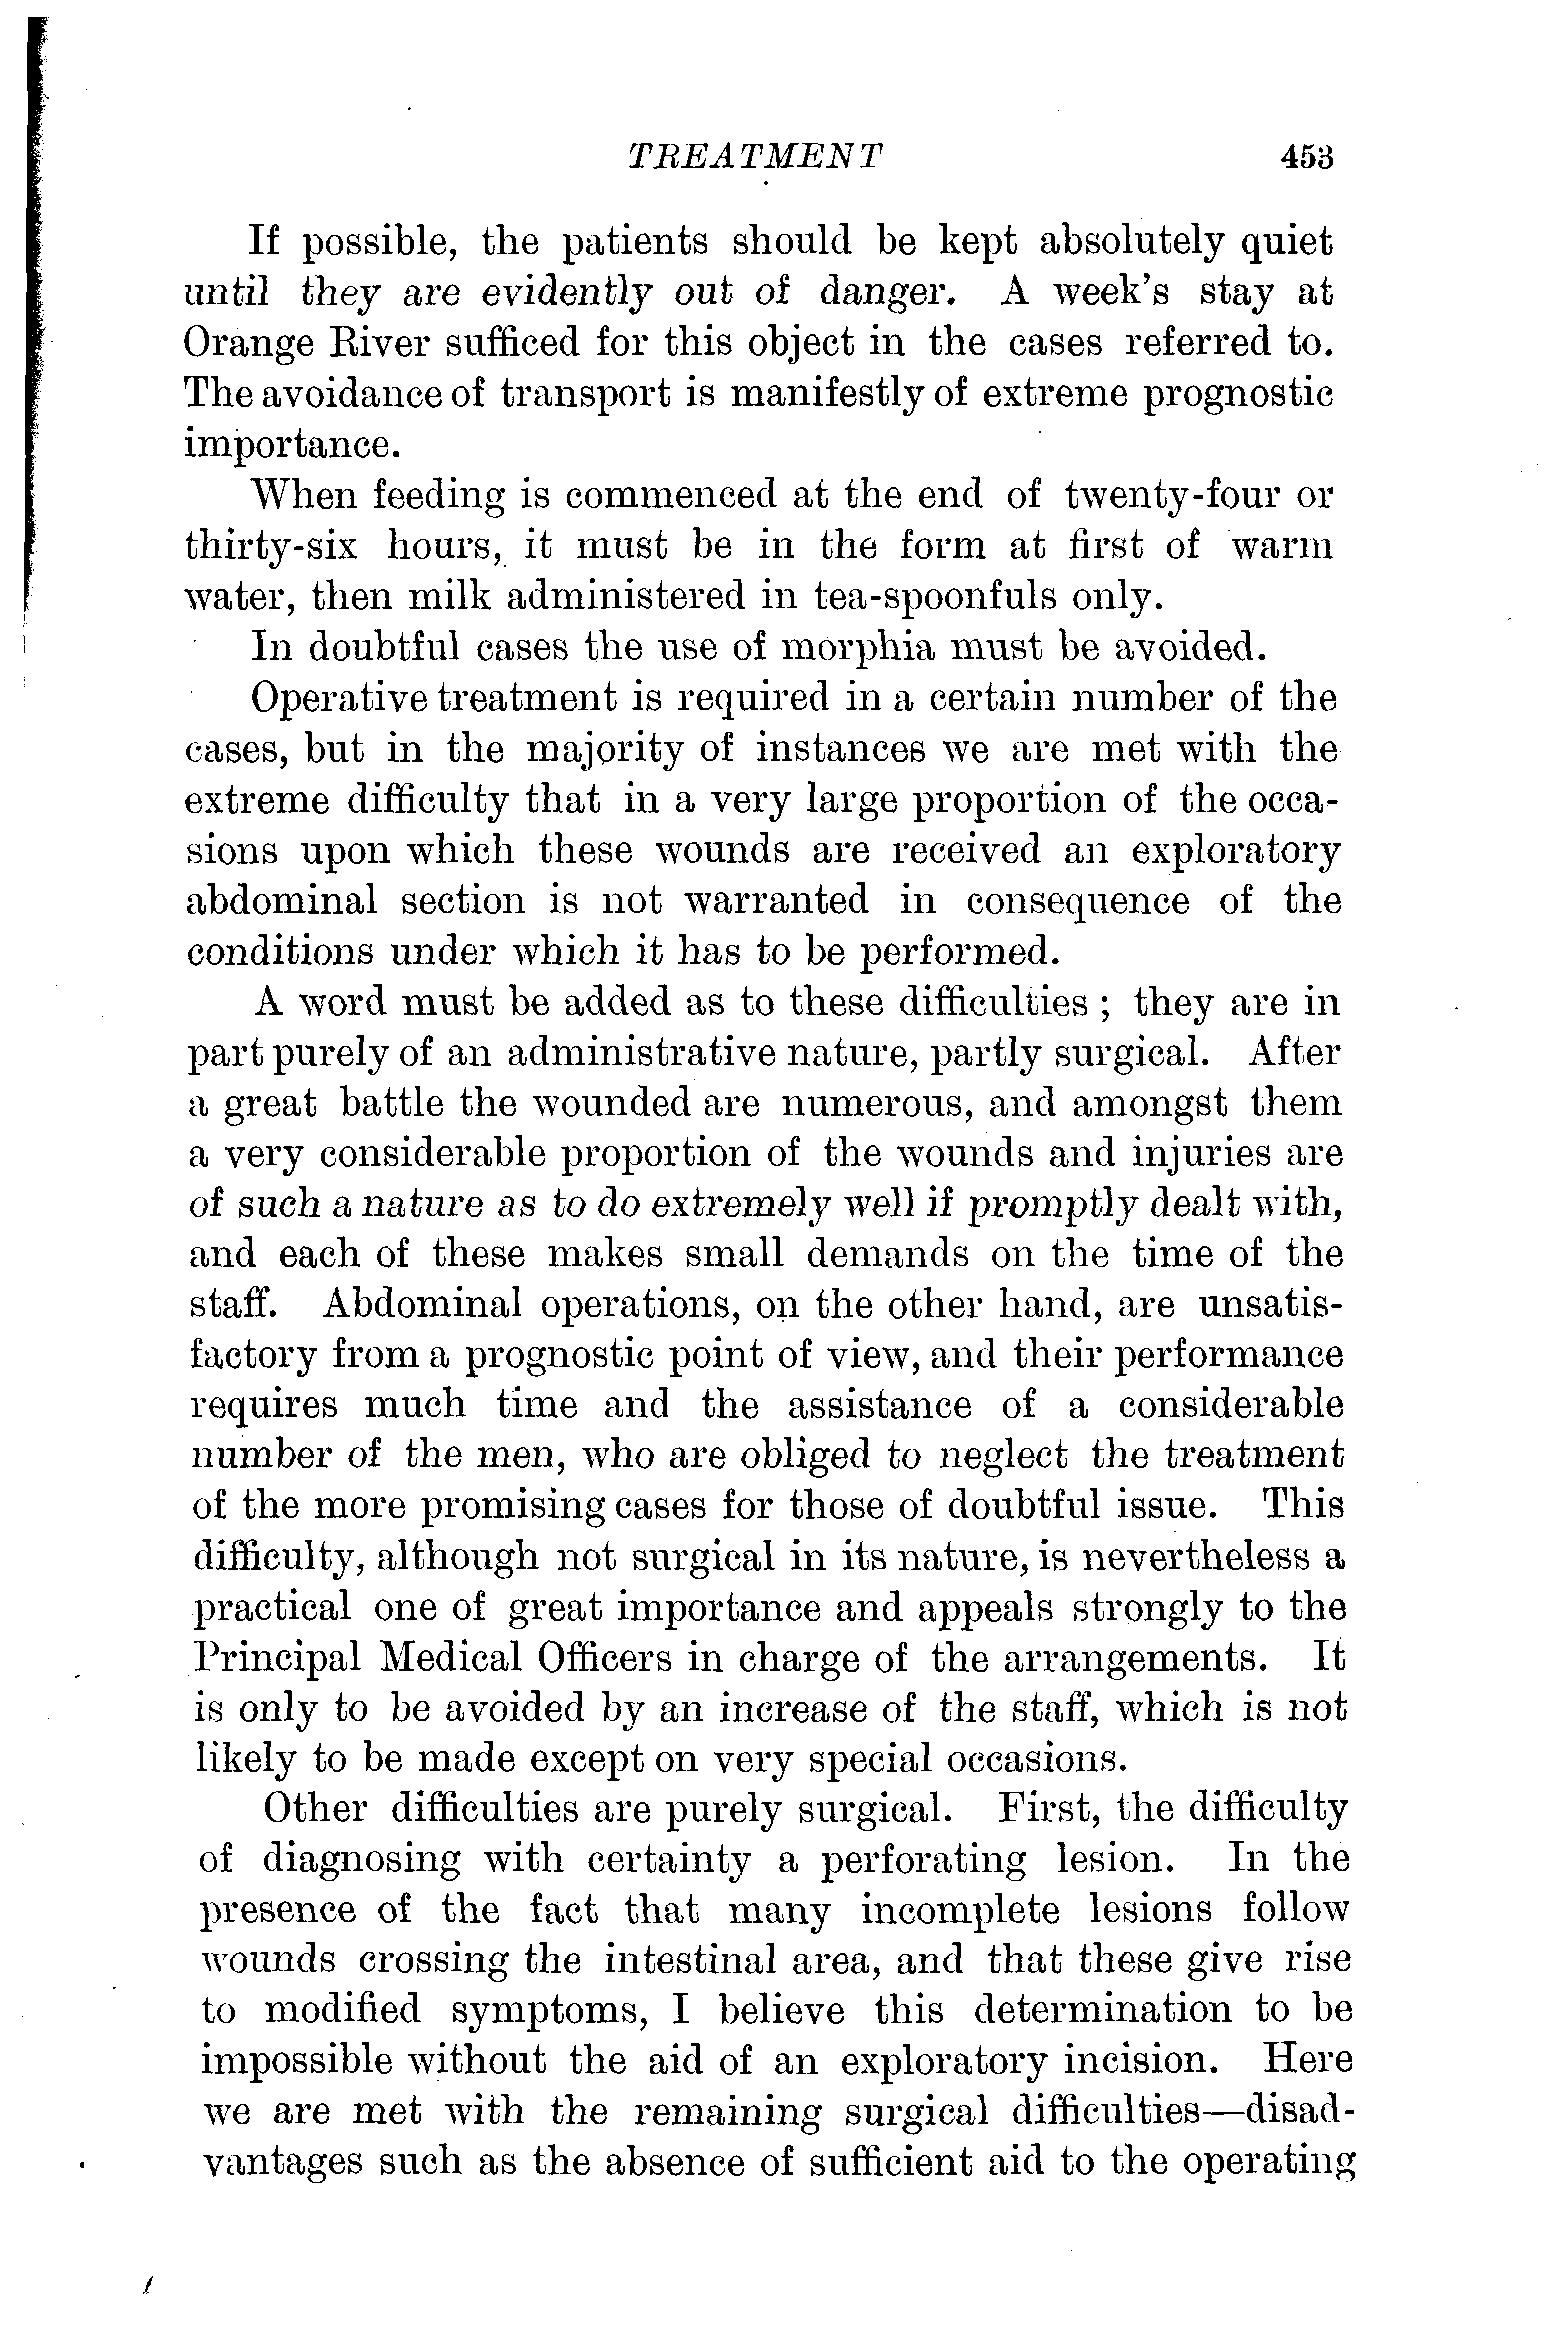 TREATMENT 453
If possible, the patients should be kept absolutely quiet
until they are evidently out of danger. A week's stay at
Orange River sufficed for this object in the cases referred to.
The avoidance of transport is manifestly of extreme prognostic
importance.
When feeding is commenced at the end of twenty-four or
thirty-six hours, it must be in the form at first of warm
water, then milk administered in tea-spoonfuls only.
In doubtful cases the use of morphia must be avoided.
Operative treatment is required in a certain number of the
cases, but in the majority of instances we are met with the
extreme difficulty that in a very large proportion of the occa-
sions upon which these wounds are received an exploratory
abdominal section is not warranted in consequence of the
conditions under which it has to be performed.
A word must be added as to these difficulties ; they are in
part purely of an administrative nature, partly surgical. After
a great battle the wounded are numerous, and amongst them
a very considerable proportion of the wounds and injuries are
of such a nature as to do extremely well if promptly dealt with,
and each of these makes small demands on the time of the
staff. Abdominal operations, on the other hand, are unsatis-
factory from a prognostic point of view, and their performance
requires much time and the assistance of a considerable
number of the men, who are obliged to neglect the treatment
of the more promising cases for those of doubtful issue. This
difficulty, although not surgical in its nature, is nevertheless a
practical one of great importance and appeals strongly to the
Principal Medical Officers in charge of the arrangements. It
is only to be avoided by an increase of the staff, which is not
likely to be made except on very special occasions.
Other difficulties are purely surgical. First, the difficulty
of diagnosing with certainty a perforating lesion. In the
presence of the fact that many incomplete lesions follow
wounds crossing the intestinal area, and that these give rise
to modified symptoms, I believe this determination to be
impossible without the aid of an exploratory incision. Here
we are met with the remaining surgical difficulties—disad-
vantages such as the absence of sufficient aid to the operating